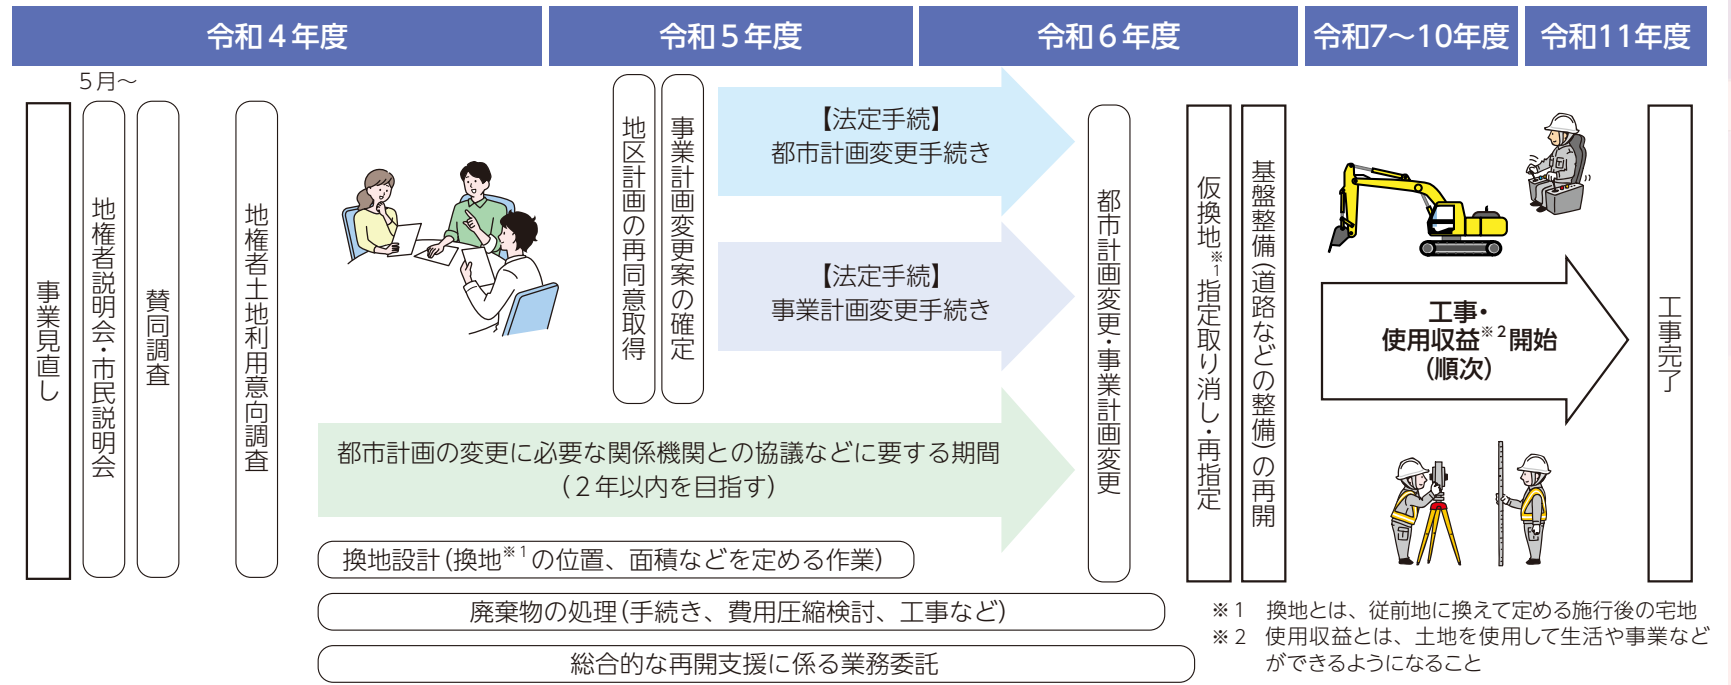 令和４年度
令和５年度
令和６年度
令和7～10年度
令和11年度
５月～
事業見直し
地権者説明会・市民説明会
賛同調査
地権者土地利用意向調査
地区計画の再同意取得
事業計画変更案の確定
【法定手続】
都市計画変更手続き
【法定手続】
事業計画変更手続き
都市計画の変更に必要な関係機関との協議などに要する期間
（２年以内を目指す）
換地設計（換地※1の位置、面積などを定める作業）
廃棄物の処理（手続き、費用圧縮検討、工事など）
総合的な再開支援に係る業務委託
都市計画変更・事業計画変更
仮換地※1指定取り消し・再指定
基盤整備（道路などの整備）の再開
工事・
使用収益※2開始
（順次）
工事完了
※１　換地とは、従前地に換えて定める施行後の宅地
※２　使用収益とは、土地を使用して生活や事業など
ができるようになること